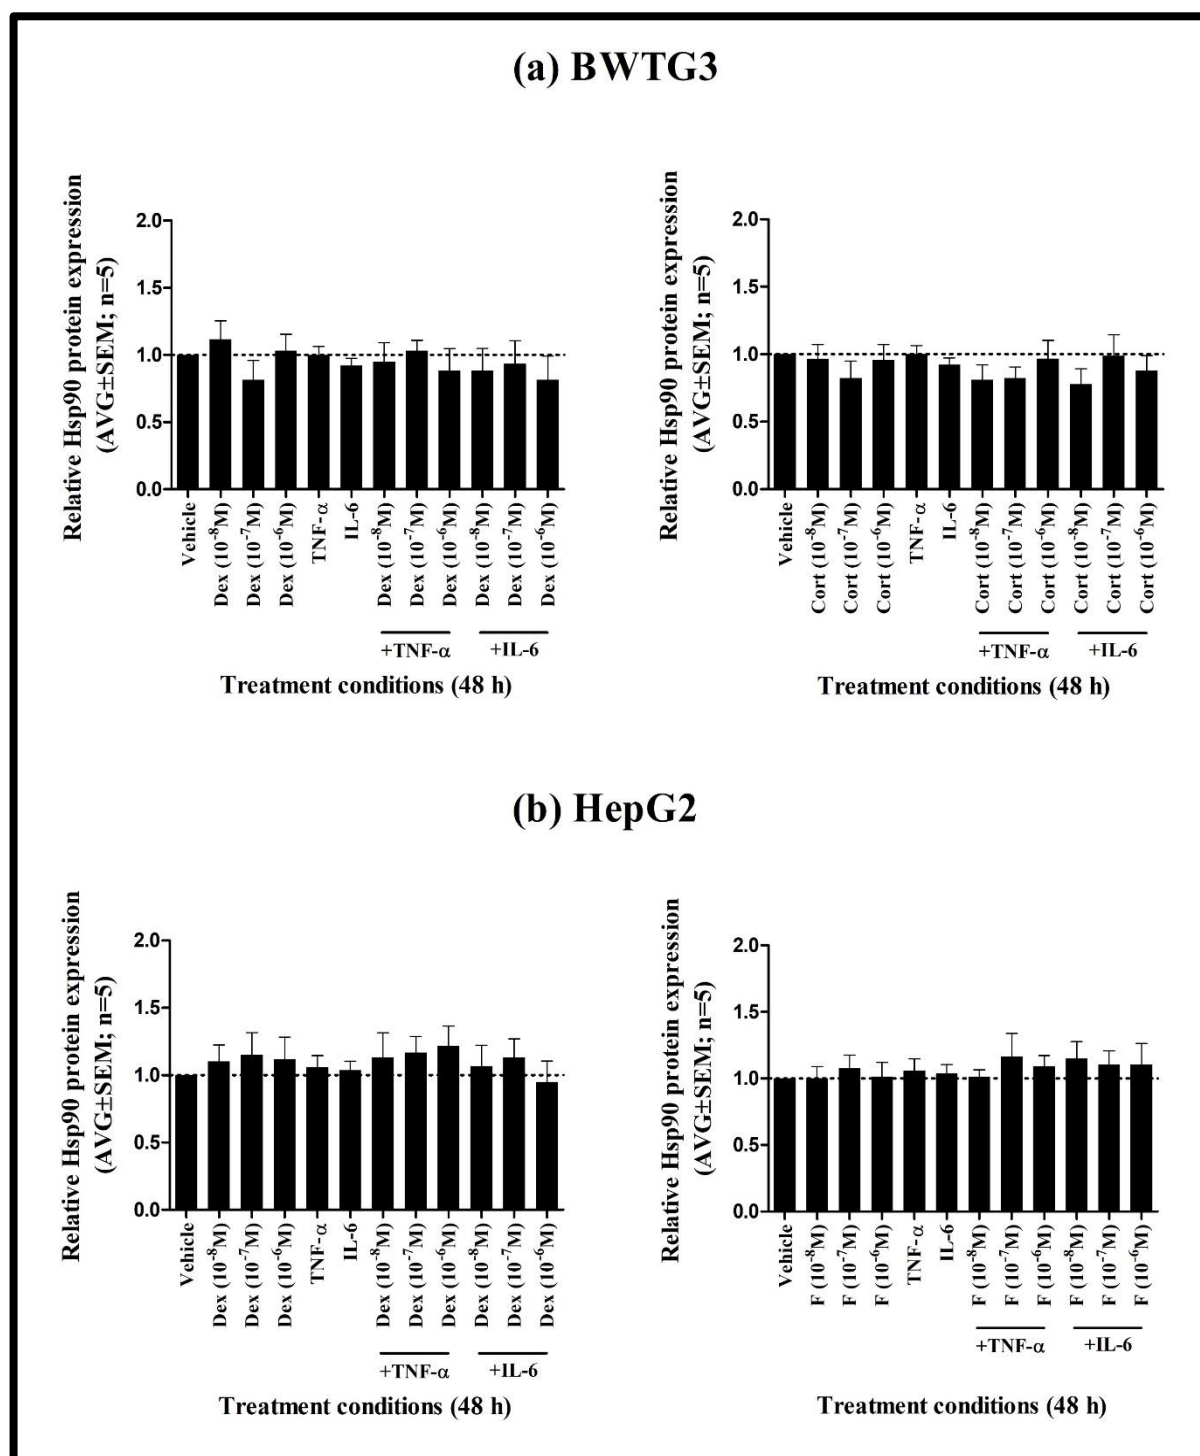 (a) BWTG3
Relative Hsp90 protein expression
(AVG±SEM; n=5)
2.0
1.5
1.0
0.5
0.0
Vehicle
Dex (10⁻⁸M)
Dex (10⁻⁷M)
Dex (10⁻⁶M)
TNF-α
IL-6
Dex (10⁻⁸M)
Dex (10⁻⁷M)
Dex (10⁻⁶M)
Dex (10⁻⁸M)
Dex (10⁻⁷M)
Dex (10⁻⁶M)
+TNF-α
+IL-6
Treatment conditions (48 h)
Relative Hsp90 protein expression
(AVG±SEM; n=5)
2.0
1.5
1.0
0.5
0.0
Vehicle
Cort (10⁻⁸M)
Cort (10⁻⁷M)
Cort (10⁻⁶M)
TNF-α
IL-6
Cort (10⁻⁸M)
Cort (10⁻⁷M)
Cort (10⁻⁶M)
Cort (10⁻⁸M)
Cort (10⁻⁷M)
Cort (10⁻⁶M)
+TNF-α
+IL-6
Treatment conditions (48 h)
(b) HepG2
Relative Hsp90 protein expression
(AVG±SEM; n=5)
2.0
1.5
1.0
0.5
0.0
Vehicle
Dex (10⁻⁸M)
Dex (10⁻⁷M)
Dex (10⁻⁶M)
TNF-α
IL-6
Dex (10⁻⁸M)
Dex (10⁻⁷M)
Dex (10⁻⁶M)
Dex (10⁻⁸M)
Dex (10⁻⁷M)
Dex (10⁻⁶M)
+TNF-α
+IL-6
Treatment conditions (48 h)
Relative Hsp90 protein expression
(AVG±SEM; n=5)
2.0
1.5
1.0
0.5
0.0
Vehicle
F (10⁻⁸M)
F (10⁻⁷M)
F (10⁻⁶M)
TNF-α
IL-6
F (10⁻⁸M)
F (10⁻⁷M)
F (10⁻⁶M)
F (10⁻⁸M)
F (10⁻⁷M)
F (10⁻⁶M)
+TNF-α
+IL-6
Treatment conditions (48 h)